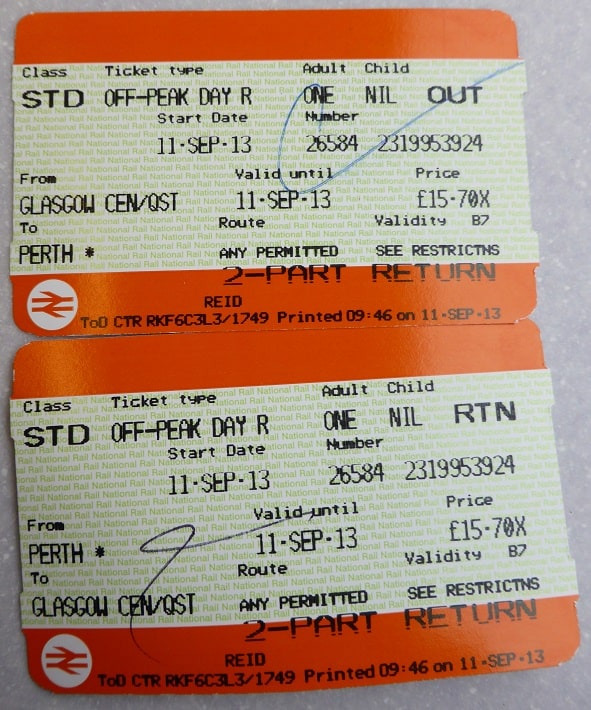 Class Ticket type Adult Child
STD OFF-PEAK DAY R ONE NIL OUT
Start Date Number
11·SEP·13 26584 2319953924
From Valid until Price
GLASGOW CEN/QST 11·SEP·13 £15·70X
To Route Validity B7
PERTH * ANY PERMITTED SEE RESTRICTNS
2-PART RETURN
REID
ToD CTR RKF6C3L3/1749 Printed 09:46 on 11·SEP·13
Class Ticket type Adult Child
STD OFF-PEAK DAY R ONE NIL RTN
Start Date Number
11·SEP·13 26584 2319953924
From Valid until Price
PERTH * 11·SEP·13 £15·70X
To Route Validity B7
GLASGOW CEN/QST ANY PERMITTED SEE RESTRICTNS
2-PART RETURN
REID
ToD CTR RKF6C3L3/1749 Printed 09:46 on 11·SEP·13